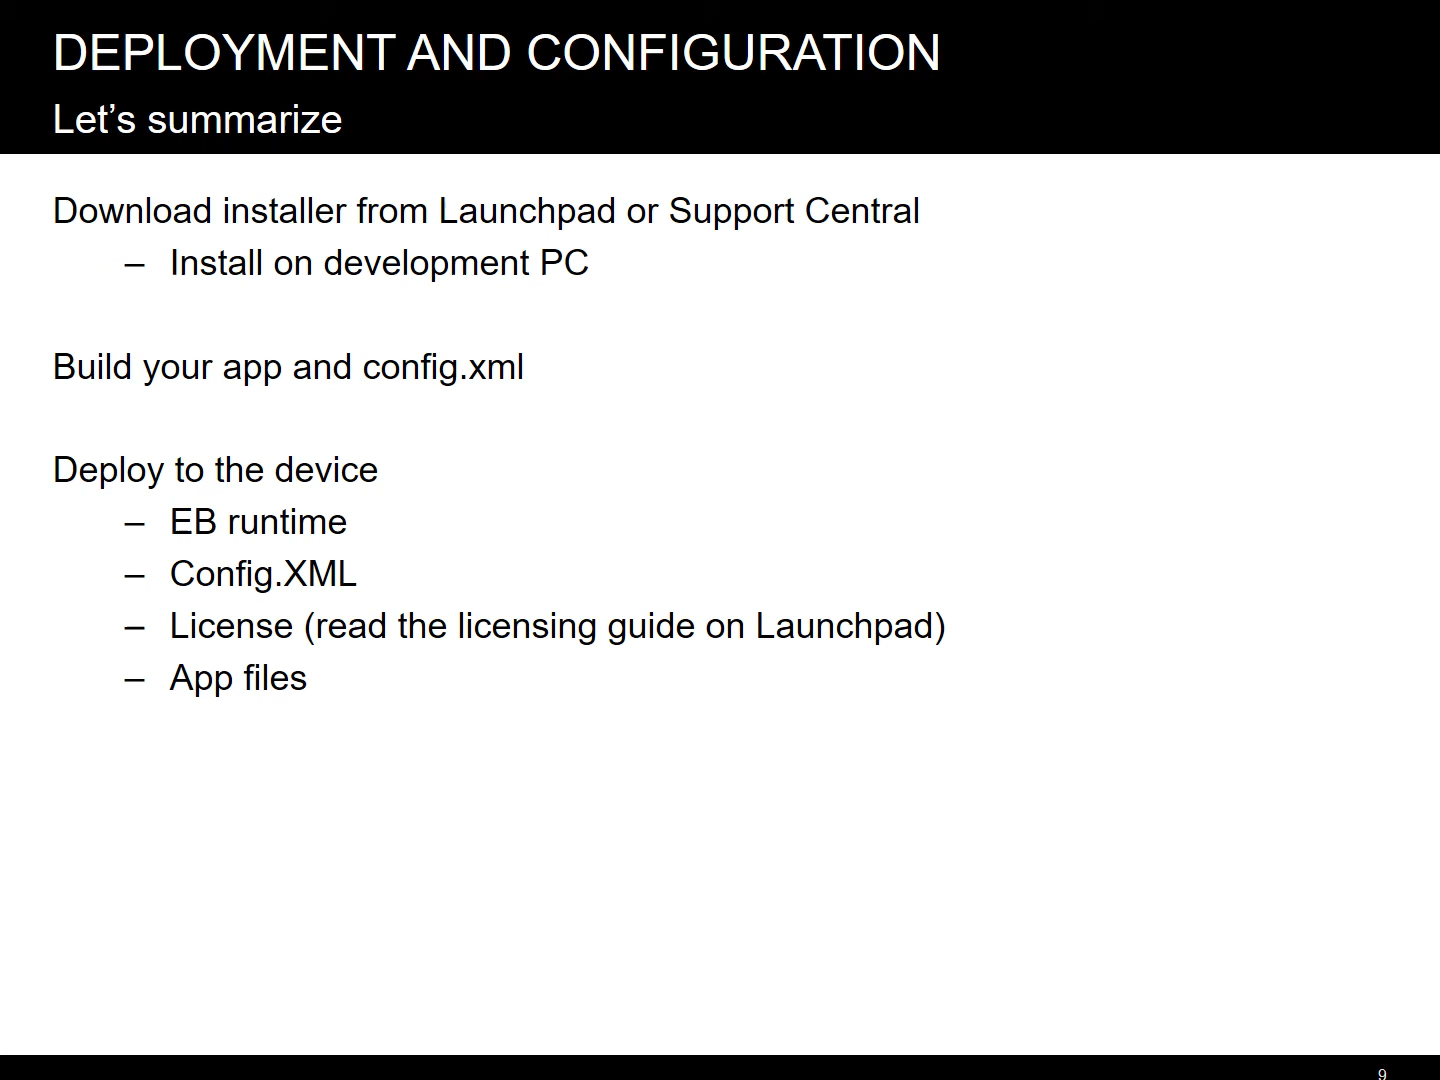 DEPLOYMENT AND CONFIGURATION
Let’s summarize
Download installer from Launchpad or Support Central
– Install on development PC
Build your app and config.xml
Deploy to the device
– EB runtime
– Config.XML
– License (read the licensing guide on Launchpad)
– App files
9